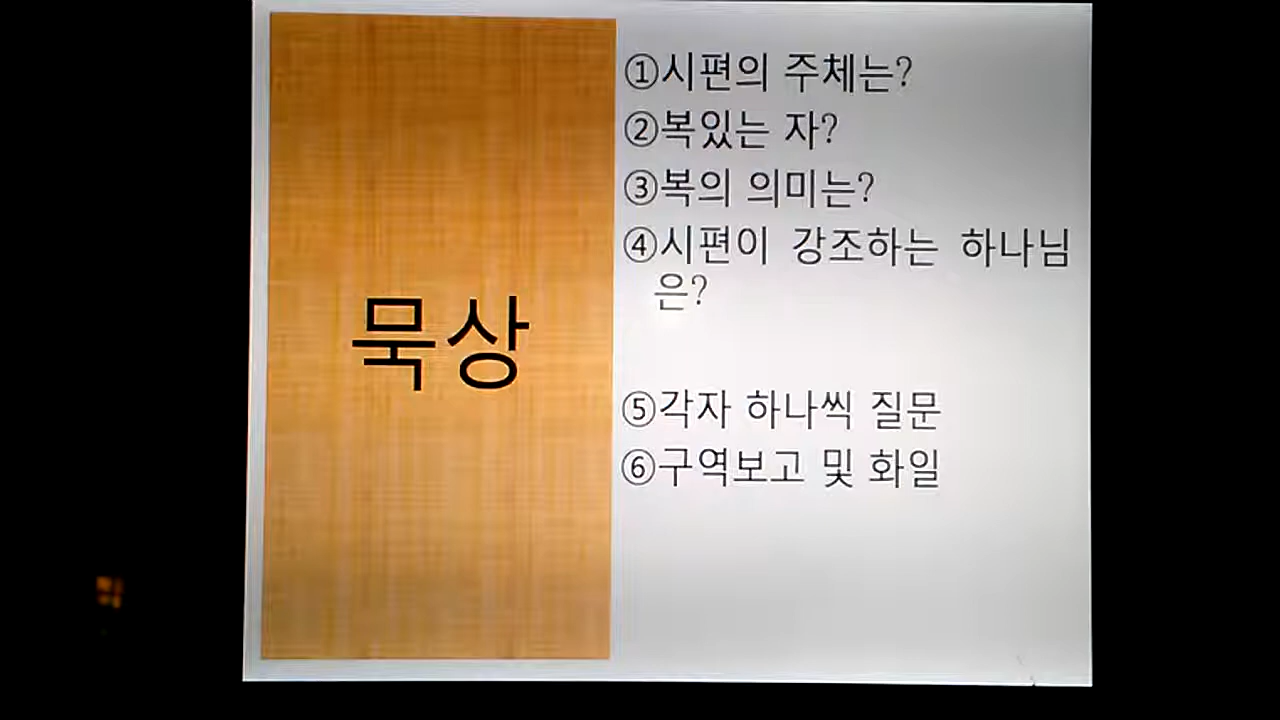 묵상
①시편의 주체는?
②복있는 자?
③복의 의미는?
④시편이 강조하는 하나님
은?
⑤각자 하나씩 질문
⑥구역보고 및 화일